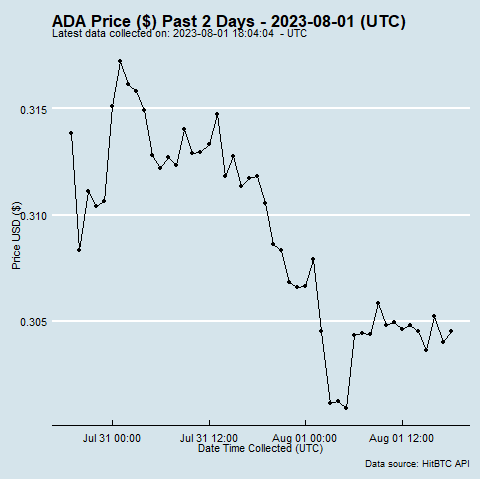 ADA Price ($) Past 2 Days - 2023-08-01 (UTC)
Latest data collected on: 2023-08-01 18:04:04 - UTC
0.315
0.310
0.305
Price USD ($)
Jul 31 00:00 Jul 31 12:00 Aug 01 00:00 Aug 01 12:00
Date Time Collected (UTC)
Data source: HitBTC API